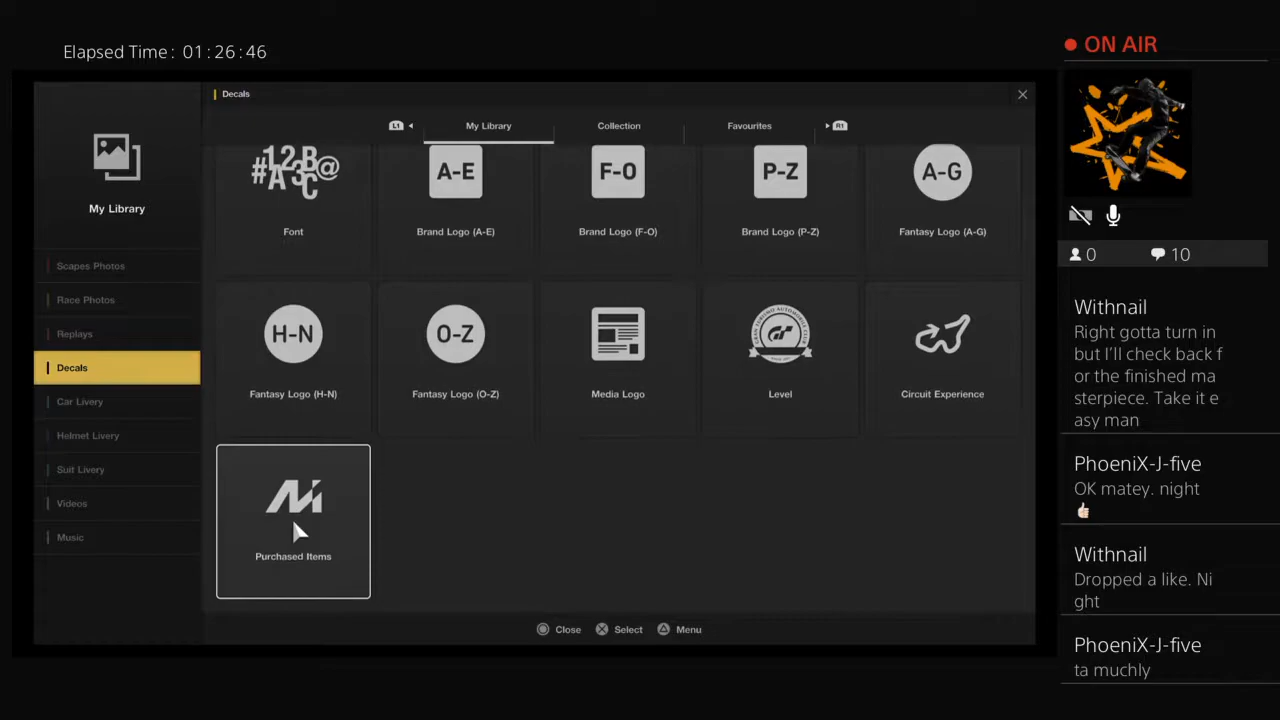 Elapsed Time: 01:26:46
ON AIR
Decals
L1
My Library
Collection
Favourites
R1
My Library
Scapes Photos
Race Photos
Replays
Decals
Car Livery
Helmet Livery
Suit Livery
Videos
Music
#123BC@
A
A-E
F-O
P-Z
A-G
Font
Brand Logo (A-E)
Brand Logo (F-O)
Brand Logo (P-Z)
Fantasy Logo (A-G)
H-N
O-Z
GT
Fantasy Logo (H-N)
Fantasy Logo (O-Z)
Media Logo
Level
Circuit Experience
Purchased Items
Close
Select
Menu
0
10
Withnail
Right gotta turn in
but I'll check back f
or the finished ma
sterpiece. Take it e
asy man
PhoeniX-J-five
OK matey. night
👍🏻
Withnail
Dropped a like. Ni
ght
PhoeniX-J-five
ta muchly